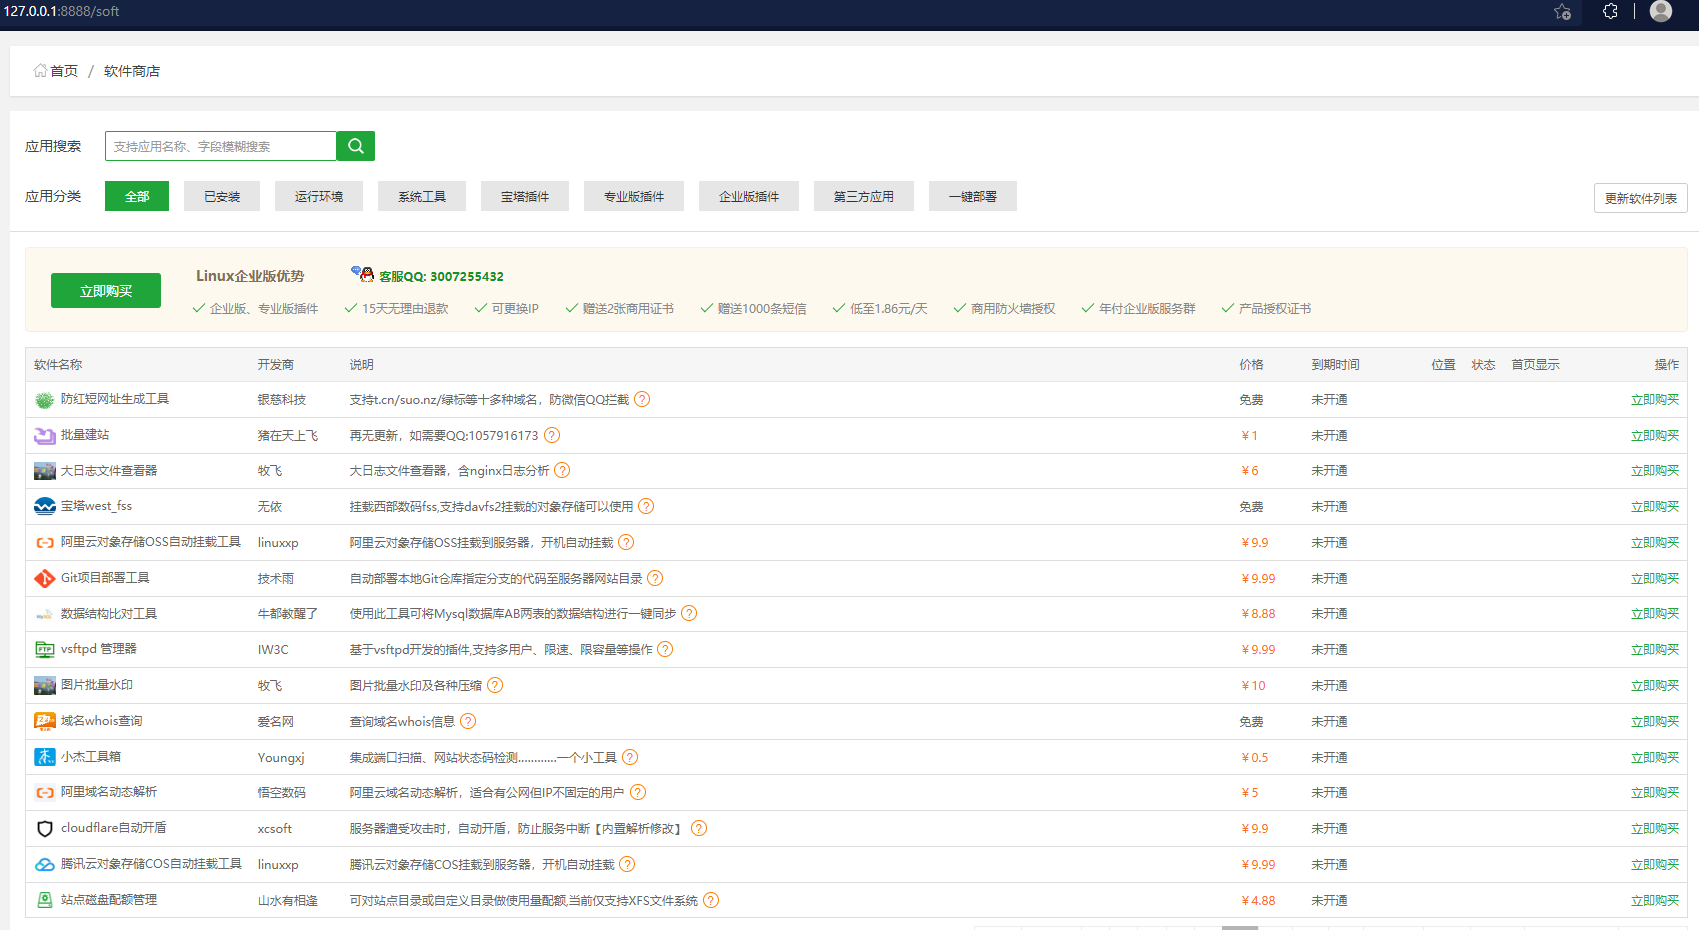 127.0.0.1:8888/soft
首页 / 软件商店
应用搜索 支持应用名称、字段模糊搜索
应用分类 全部 已安装 运行环境 系统工具 宝塔插件 专业版插件 企业版插件 第三方应用 一键部署 更新软件列表
立即购买 Linux企业版优势 客服QQ: 3007255432
企业版、专业版插件 15天无理由退款 可更换IP 赠送2张商用证书 赠送1000条短信 低至1.86元/天 商用防火墙授权 年付企业版服务群 产品授权证书
软件名称 开发商 说明 价格 到期时间 位置 状态 首页显示 操作
防红短网址生成工具 银慈科技 支持t.cn/suo.nz/绿标等十多种域名，防微信QQ拦截 ? 免费 未开通 立即购买
批量建站 猪在天上飞 再无更新，如需要QQ:1057916173 ? ¥1 未开通 立即购买
大日志文件查看器 牧飞 大日志文件查看器，含nginx日志分析 ? ¥6 未开通 立即购买
宝塔west_fss 无依 挂载西部数码fss,支持davfs2挂载的对象存储可以使用 ? 免费 未开通 立即购买
阿里云对象存储OSS自动挂载工具 linuxxp 阿里云对象存储OSS挂载到服务器，开机自动挂载 ? ¥9.9 未开通 立即购买
Git项目部署工具 技术雨 自动部署本地Git仓库指定分支的代码至服务器网站目录 ? ¥9.99 未开通 立即购买
数据结构比对工具 牛都教醒了 使用此工具可将Mysql数据库AB两表的数据结构进行一键同步 ? ¥8.88 未开通 立即购买
FTP vsftpd 管理器 IW3C 基于vsftpd开发的插件,支持多用户、限速、限容量等操作 ? ¥9.99 未开通 立即购买
图片批量水印 牧飞 图片批量水印及各种压缩 ? ¥10 未开通 立即购买
域名whois查询 爱名网 查询域名whois信息 ? 免费 未开通 立即购买
小杰工具箱 Youngxj 集成端口扫描、网站状态码检测............一个小工具 ? ¥0.5 未开通 立即购买
阿里域名动态解析 悟空数码 阿里云域名动态解析，适合有公网但IP不固定的用户 ? ¥5 未开通 立即购买
cloudflare自动开盾 xcsoft 服务器遭受攻击时，自动开盾，防止服务中断【内置解析修改】 ? ¥9.9 未开通 立即购买
腾讯云对象存储COS自动挂载工具 linuxxp 腾讯云对象存储COS挂载到服务器，开机自动挂载 ? ¥9.99 未开通 立即购买
站点磁盘配额管理 山水有相逢 可对站点目录或自定义目录做使用量配额,当前仅支持XFS文件系统 ? ¥4.88 未开通 立即购买